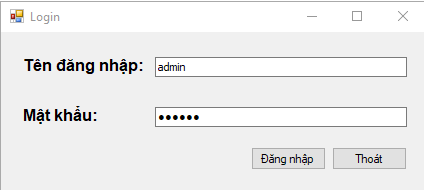 Login
Tên đăng nhập: admin
Mật khẩu: ●●●●●●
Đăng nhập Thoát